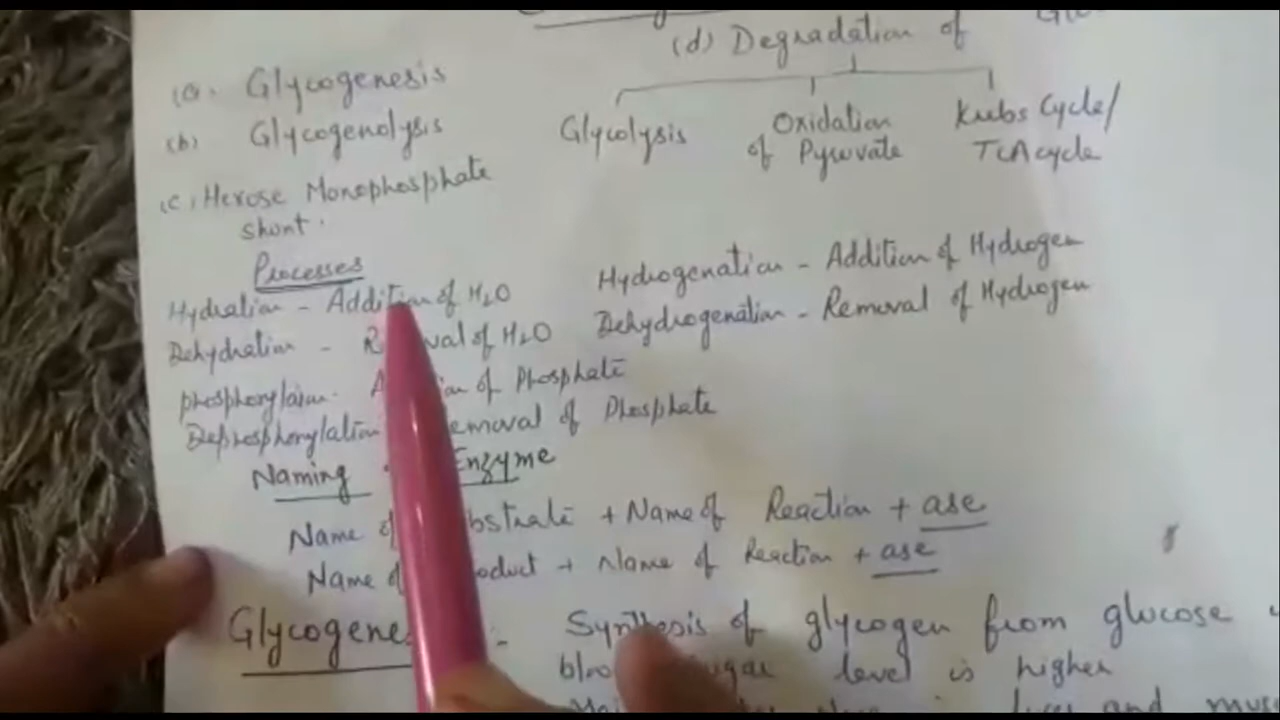 (d) Degradation of
(a). Glycogenesis
(b) Glycogenolysis
Glycolysis
Oxidation
of Pyruvate
Krebs Cycle/
TCA cycle
(c) Hexose Monophosphate
Shunt.
Processes
Hydration - Addition of H2O
Dehydration - of H2O
phosphorylation - of Phosphate
Dephosphorylation of Phosphate
Hydrogenation - Addition of Hydrogen
Dehydrogenation - Removal of Hydrogen
Naming Enzyme
Name of + Name of Reaction + ase
Name of + Name of Reaction + ase
:- Synthesis of glycogen from glucose
level is higher
liver and